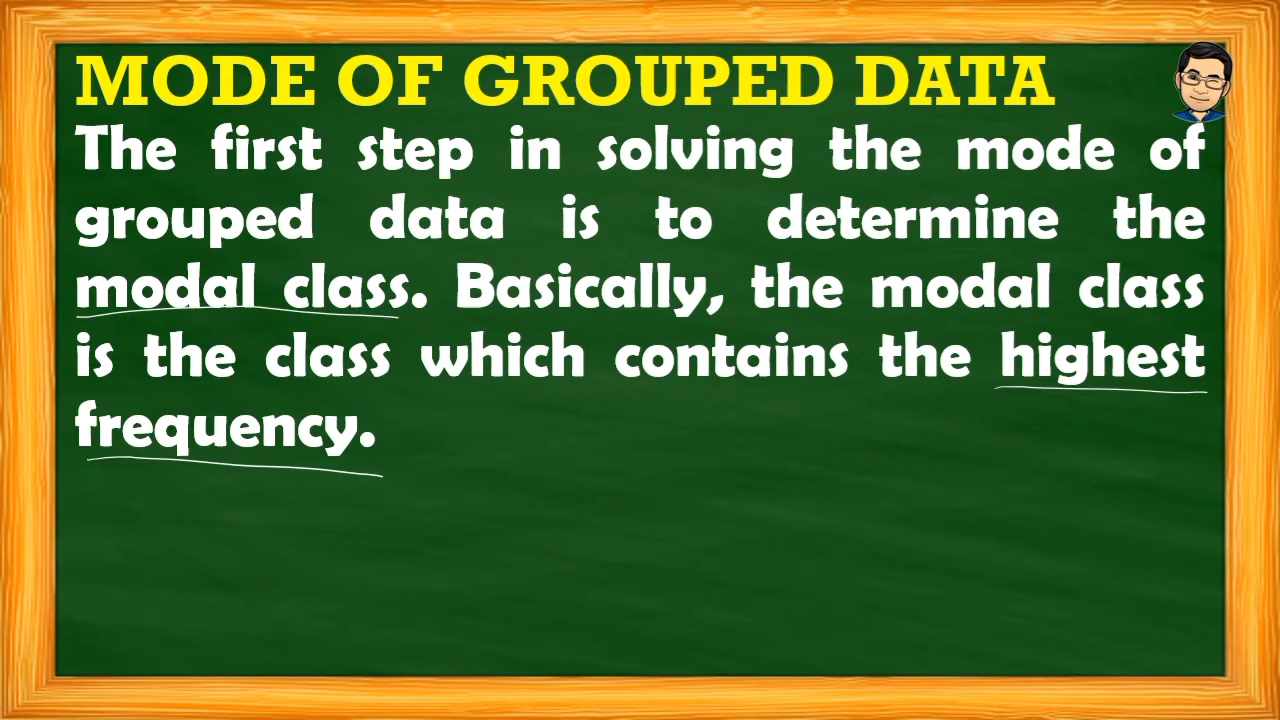 MODE OF GROUPED DATA
The first step in solving the mode of
grouped data is to determine the
modal class. Basically, the modal class
is the class which contains the highest
frequency.